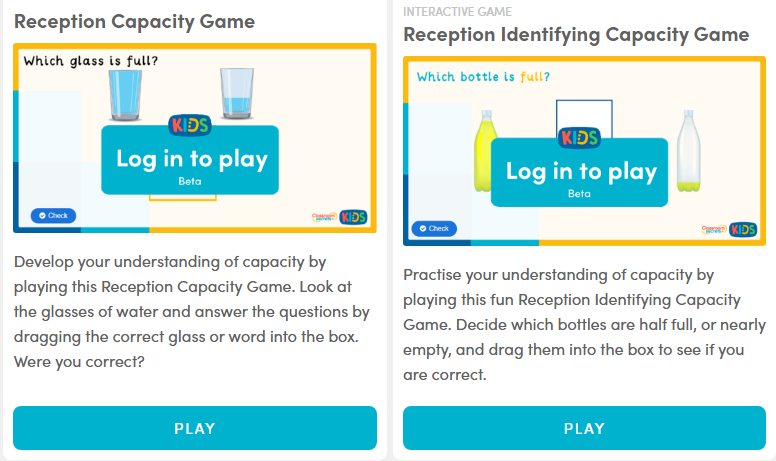 Reception Capacity Game
Which glass is full?
KIDS
Log in to play
Beta
Check
KIDS
Develop your understanding of capacity by
playing this Reception Capacity Game. Look at
the glasses of water and answer the questions by
dragging the correct glass or word into the box.
Were you correct?
PLAY
INTERACTIVE GAME
Reception Identifying Capacity Game
Which bottle is full?
KIDS
Log in to play
Beta
Check
KIDS
Practise your understanding of capacity by
playing this fun Reception Identifying Capacity
Game. Decide which bottles are half full, or nearly
empty, and drag them into the box to see if you
are correct.
PLAY